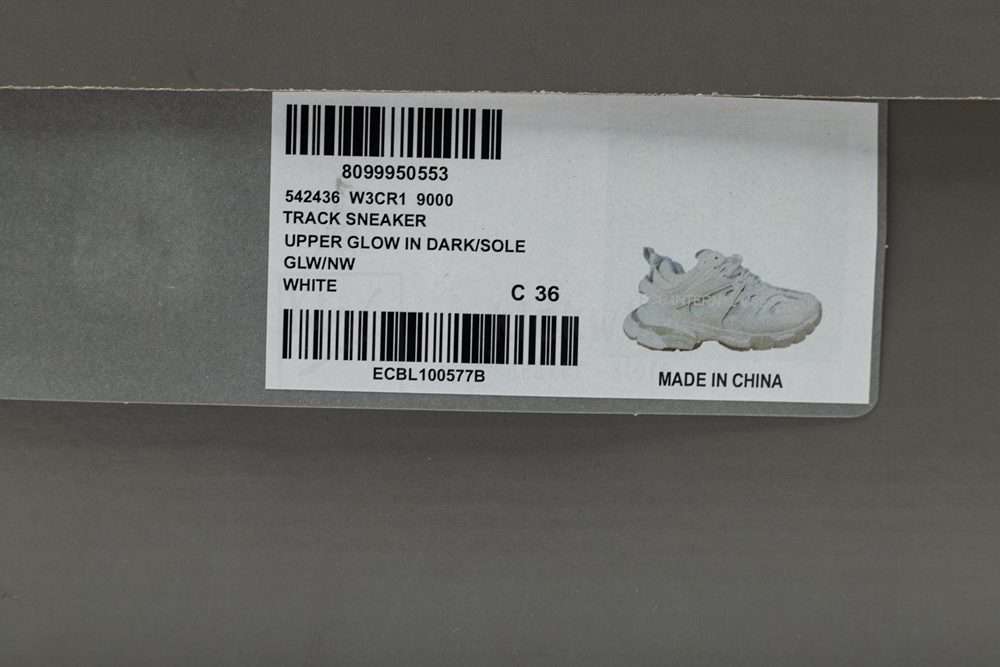 8099950553
542436 W3CR1 9000
TRACK SNEAKER
UPPER GLOW IN DARK/SOLE
GLW/NW
WHITE
C 36
ECBL100577B
MADE IN CHINA